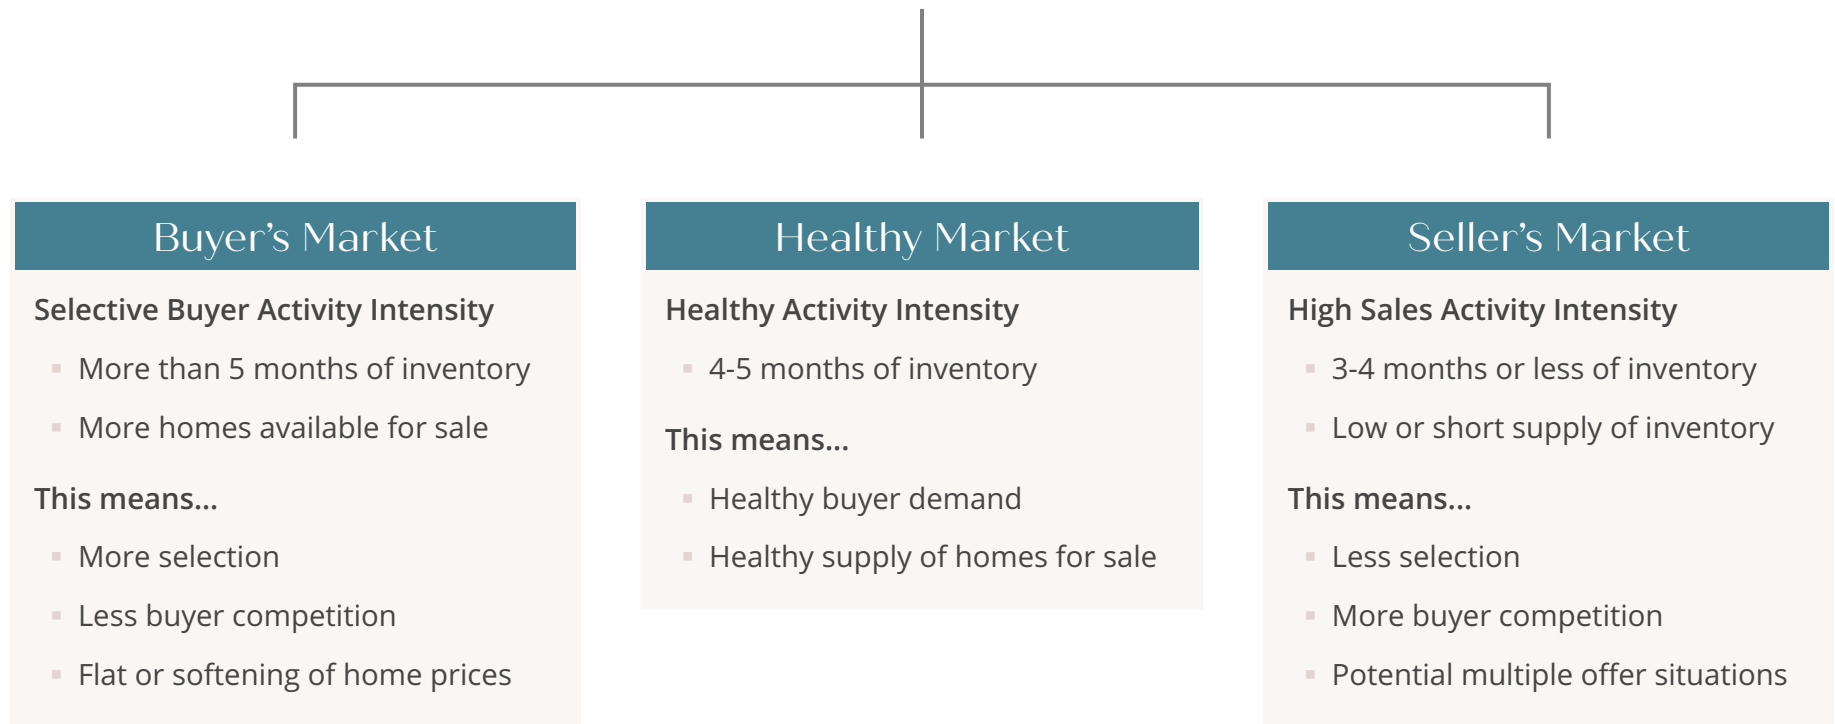 Buyer’s Market
Selective Buyer Activity Intensity
More than 5 months of inventory
More homes available for sale
This means...
More selection
Less buyer competition
Flat or softening of home prices
Healthy Market
Healthy Activity Intensity
4-5 months of inventory
This means...
Healthy buyer demand
Healthy supply of homes for sale
Seller’s Market
High Sales Activity Intensity
3-4 months or less of inventory
Low or short supply of inventory
This means...
Less selection
More buyer competition
Potential multiple offer situations